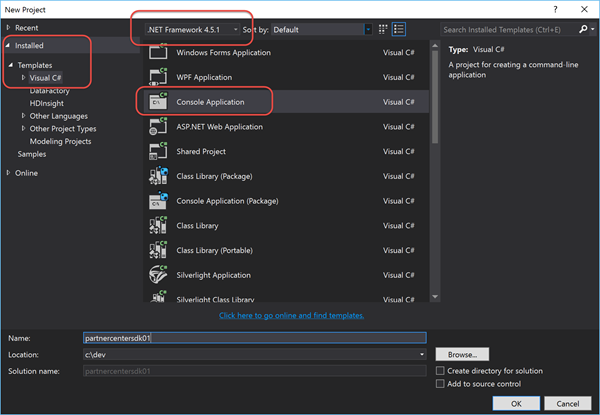 New Project
? ×
Recent
.NET Framework 4.5.1 Sort by: Default
Search Installed Templates (Ctrl+E)
Installed
Templates
Visual C#
DataFactory
HDInsight
Other Languages
Other Project Types
Modeling Projects
Samples
Online
Windows Forms Application Visual C#
WPF Application Visual C#
Console Application Visual C#
ASP.NET Web Application Visual C#
Shared Project Visual C#
Class Library (Package) Visual C#
Console Application (Package) Visual C#
Class Library Visual C#
Class Library (Portable) Visual C#
Silverlight Application Visual C#
Silverlight Class Library Visual C#
Type: Visual C#
A project for creating a command-line
application
Click here to go online and find templates.
Name: partnercentersdk01
Location: c:\dev
Browse...
Solution name: partnercentersdk01
Create directory for solution
Add to source control
OK Cancel